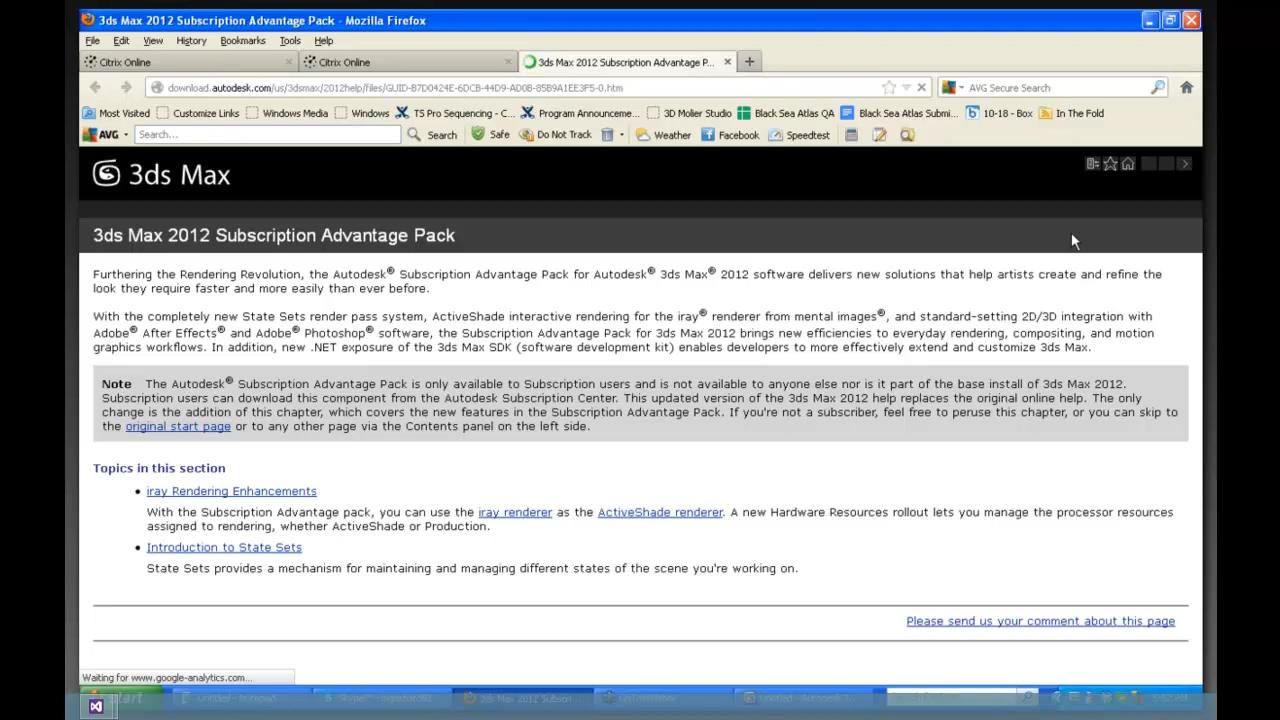 3ds Max 2012 Subscription Advantage Pack - Mozilla Firefox
File Edit View History Bookmarks Tools Help
Citrix Online Citrix Online 3ds Max 2012 Subscription Advantage P...
download.autodesk.com/us/3dsmax/2012help/files/GUID-87D0424E-6DCB-44D9-AD0B-85B9A1EE3F5-0.htm AVG Secure Search
Most Visited Customize Links Windows Media Windows TS Pro Sequencing - C... Program Announceme... 3D Molier Studio Black Sea Atlas QA Black Sea Atlas Submi... 10-18 - Box In The Fold
AVG Search... Search Safe Do Not Track Weather Facebook Speedtest
3ds Max
3ds Max 2012 Subscription Advantage Pack
Furthering the Rendering Revolution, the Autodesk® Subscription Advantage Pack for Autodesk® 3ds Max® 2012 software delivers new solutions that help artists create and refine the
look they require faster and more easily than ever before.
With the completely new State Sets render pass system, ActiveShade interactive rendering for the iray® renderer from mental images®, and standard-setting 2D/3D integration with
Adobe® After Effects® and Adobe® Photoshop® software, the Subscription Advantage Pack for 3ds Max 2012 brings new efficiencies to everyday rendering, compositing, and motion
graphics workflows. In addition, new .NET exposure of the 3ds Max SDK (software development kit) enables developers to more effectively extend and customize 3ds Max.
Note The Autodesk® Subscription Advantage Pack is only available to Subscription users and is not available to anyone else nor is it part of the base install of 3ds Max 2012.
Subscription users can download this component from the Autodesk Subscription Center. This updated version of the 3ds Max 2012 help replaces the original online help. The only
change is the addition of this chapter, which covers the new features in the Subscription Advantage Pack. If you're not a subscriber, feel free to peruse this chapter, or you can skip to
the original start page or to any other page via the Contents panel on the left side.
Topics in this section
• iray Rendering Enhancements
With the Subscription Advantage pack, you can use the iray renderer as the ActiveShade renderer. A new Hardware Resources rollout lets you manage the processor resources
assigned to rendering, whether ActiveShade or Production.
• Introduction to State Sets
State Sets provides a mechanism for maintaining and managing different states of the scene you're working on.
Please send us your comment about this page
Waiting for www.google-analytics.com...
start 3ds Max 2012 Subscri...